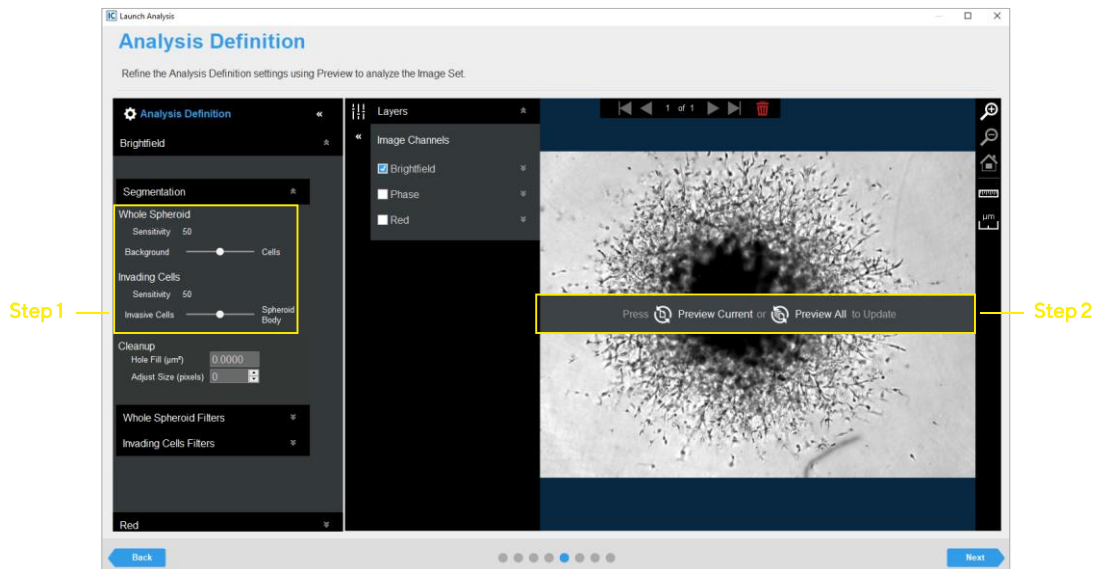 IC Launch Analysis
Analysis Definition
Refine the Analysis Definition settings using Preview to analyze the Image Set.
Analysis Definition «
Brightfield
Segmentation
Whole Spheroid
Sensitivity 50
Background Cells
Invading Cells
Sensitivity 50
Invasive Cells Spheroid
Body
Cleanup
Hole Fill (µm²) 0.0000
Adjust Size (pixels) 0
Whole Spheroid Filters
Invading Cells Filters
Red
Step 1
Layers
«
Image Channels
Brightfield
Phase
Red
1 of 1
µm
Press Preview Current or Preview All to Update
Step 2
Back
Next